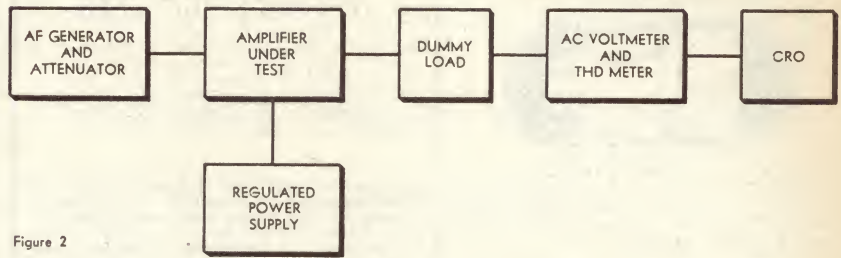 AF GENERATOR
AND
ATTENUATOR
AMPLIFIER
UNDER
TEST
DUMMY
LOAD
AC VOLTMETER
AND
THD METER
CRO
REGULATED
POWER
SUPPLY
Figure 2